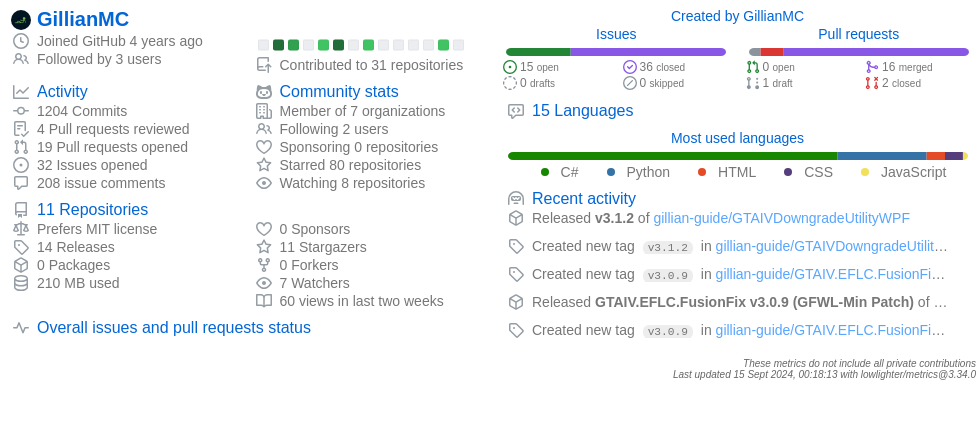 GillianMC
Joined GitHub 4 years ago
Followed by 3 users
Contributed to 31 repositories
Activity
1204 Commits
4 Pull requests reviewed
19 Pull requests opened
32 Issues opened
208 issue comments
Community stats
Member of 7 organizations
Following 2 users
Sponsoring 0 repositories
Starred 80 repositories
Watching 8 repositories
11 Repositories
Prefers MIT license
14 Releases
0 Packages
210 MB used
0 Sponsors
11 Stargazers
0 Forkers
7 Watchers
60 views in last two weeks
Overall issues and pull requests status
Created by GillianMC
Issues
15 open
36 closed
0 drafts
0 skipped
Pull requests
0 open
16 merged
1 draft
2 closed
15 Languages
Most used languages
C# Python HTML CSS JavaScript
Recent activity
Released v3.1.2 of gillian-guide/GTAIVDowngradeUtilityWPF
Created new tag v3.1.2 in gillian-guide/GTAIVDowngradeUtilit…
Created new tag v3.0.9 in gillian-guide/GTAIV.EFLC.FusionFi…
Released GTAIV.EFLC.FusionFix v3.0.9 (GFWL-Min Patch) of …
Created new tag v3.0.9 in gillian-guide/GTAIV.EFLC.FusionFi…
These metrics do not include all private contributions
Last updated 15 Sept 2024, 00:18:13 with lowlighter/metrics@3.34.0